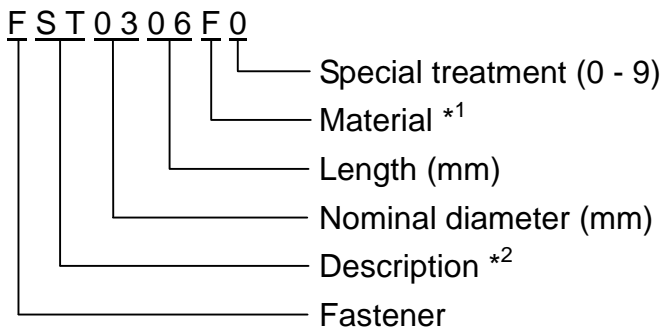 F S T 0 3 0 6 F 0
Special treatment (0 - 9)
Material *1
Length (mm)
Nominal diameter (mm)
Description *2
Fastener